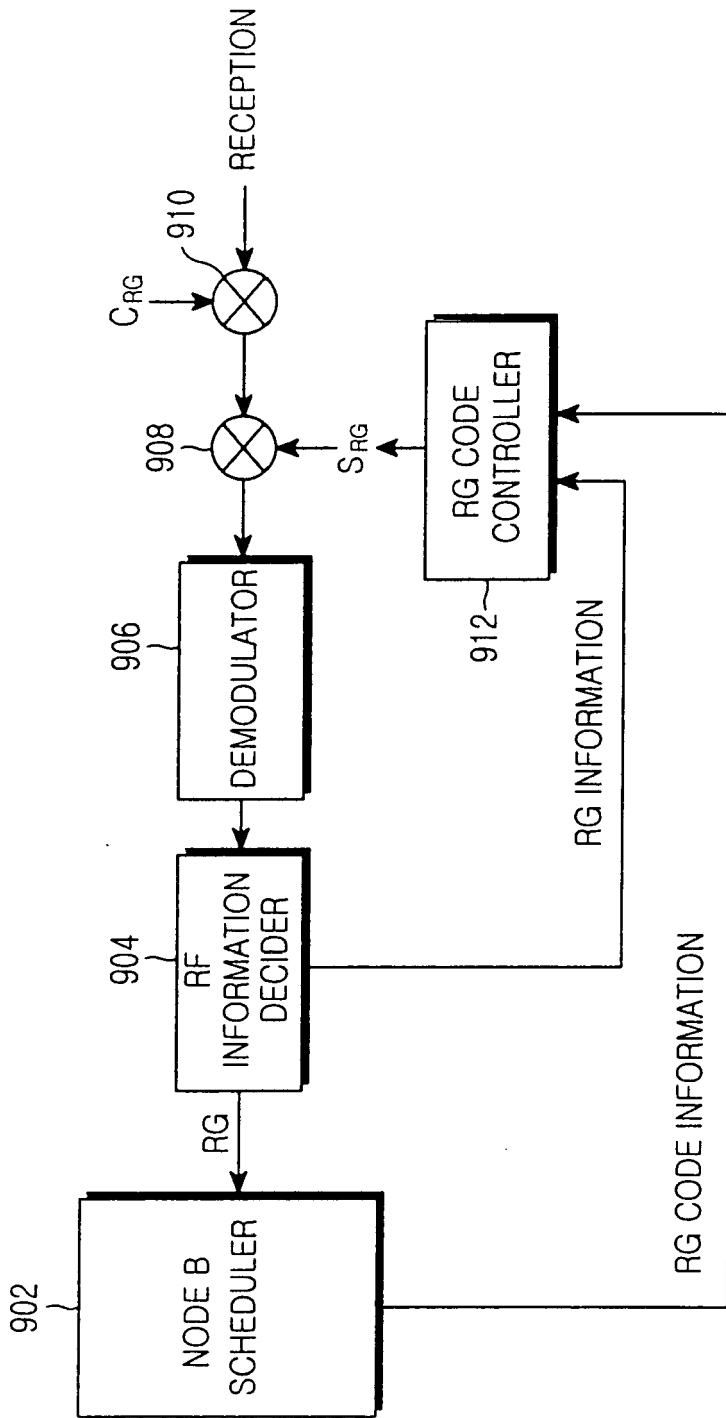 902
NODE B
SCHEDULER
RG
904
RF
INFORMATION
DECIDER
906
DEMODULATOR
908
C_RG
910
RECEPTION
S_RG
RG CODE
CONTROLLER
912
RG INFORMATION
RG CODE INFORMATION